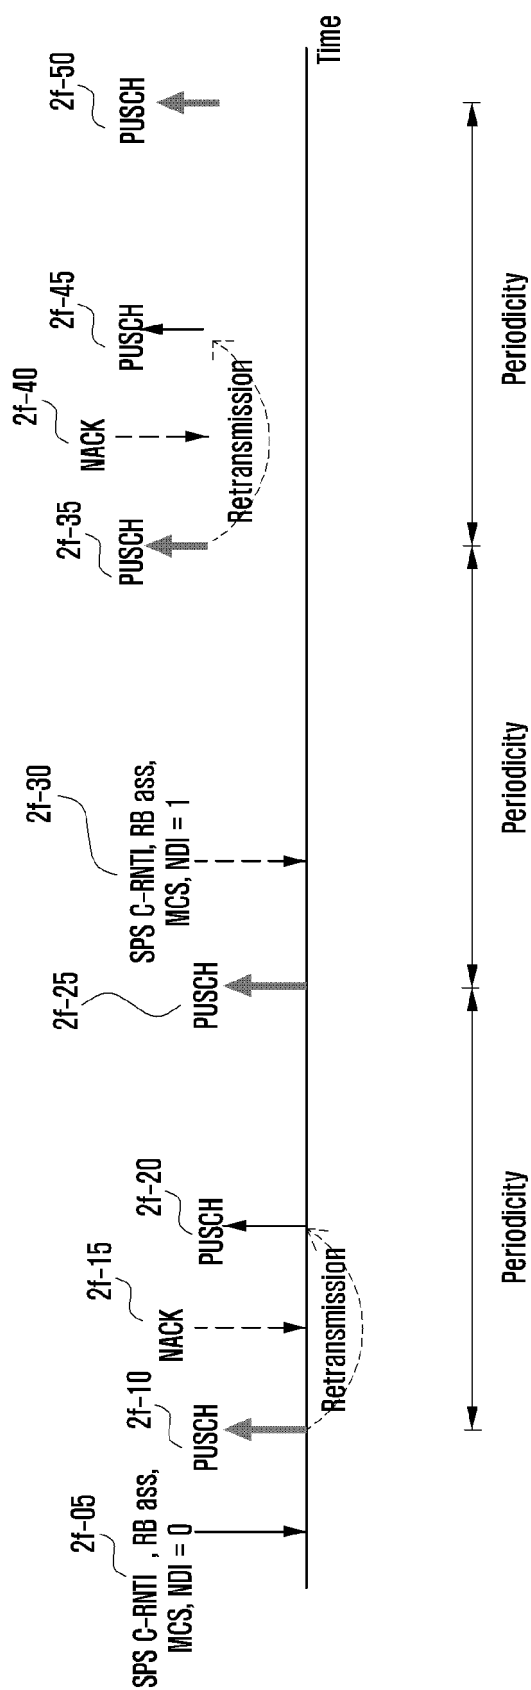 2f-05
SPS C-RNTI , RB ass,
MCS, NDI = 0
2f-10
PUSCH
2f-15
NACK
2f-20
PUSCH
Retransmission
2f-25
PUSCH
2f-30
SPS C-RNTI, RB ass,
MCS, NDI = 1
2f-35
PUSCH
2f-40
NACK
2f-45
PUSCH
Retransmission
2f-50
PUSCH
Time
Periodicity
Periodicity
Periodicity